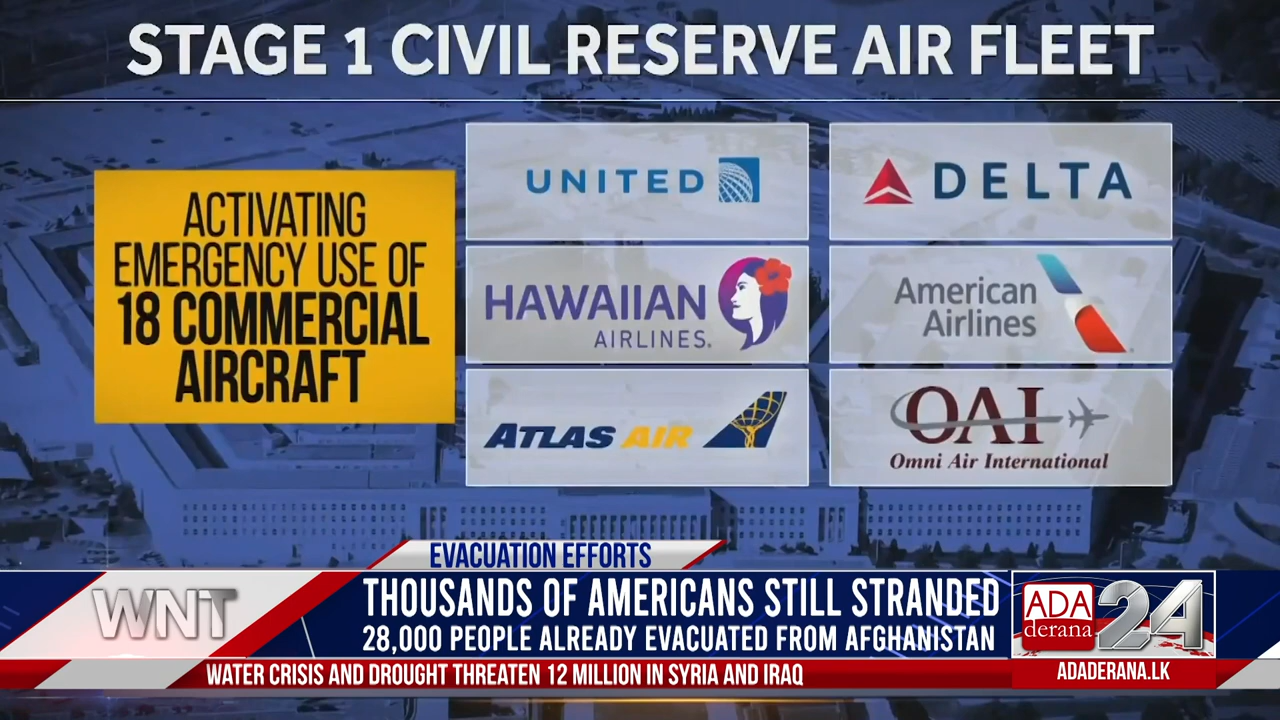 STAGE 1 CIVIL RESERVE AIR FLEET
ACTIVATING
EMERGENCY USE OF
18 COMMERCIAL
AIRCRAFT
UNITED
DELTA
HAWAIIAN
AIRLINES.
American
Airlines
ATLAS AIR
OAI
Omni Air International
EVACUATION EFFORTS
WNT
THOUSANDS OF AMERICANS STILL STRANDED
28,000 PEOPLE ALREADY EVACUATED FROM AFGHANISTAN
ADA
derana
24
WATER CRISIS AND DROUGHT THREATEN 12 MILLION IN SYRIA AND IRAQ
ADADERANA.LK